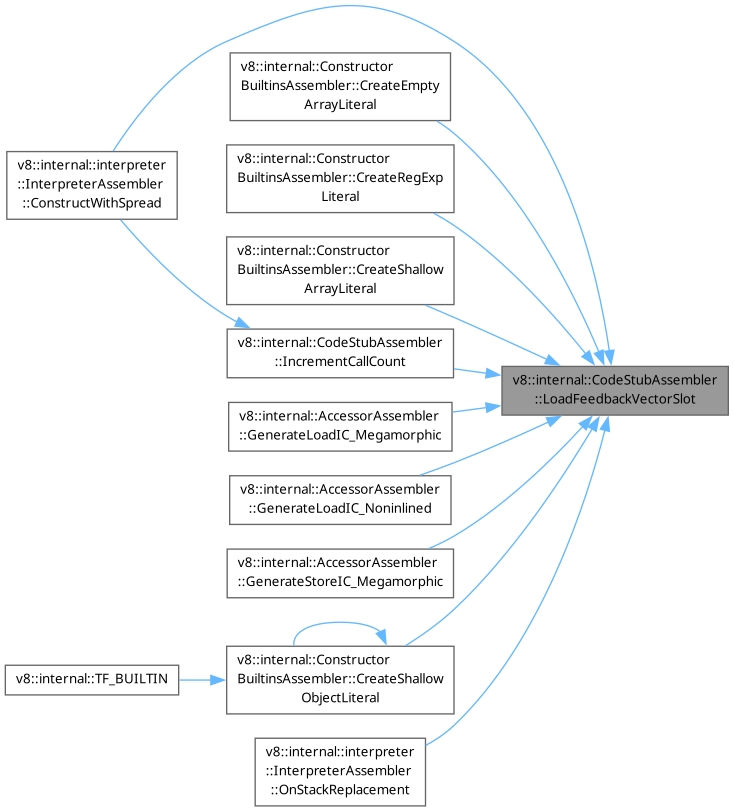 v8::internal::Constructor
BuiltinsAssembler::CreateEmpty
ArrayLiteral
v8::internal::interpreter
::InterpreterAssembler
::ConstructWithSpread
v8::internal::Constructor
BuiltinsAssembler::CreateRegExp
Literal
v8::internal::Constructor
BuiltinsAssembler::CreateShallow
ArrayLiteral
v8::internal::CodeStubAssembler
::IncrementCallCount
v8::internal::CodeStubAssembler
::LoadFeedbackVectorSlot
v8::internal::AccessorAssembler
::GenerateLoadIC_Megamorphic
v8::internal::AccessorAssembler
::GenerateLoadIC_Noninlined
v8::internal::AccessorAssembler
::GenerateStoreIC_Megamorphic
v8::internal::TF_BUILTIN
v8::internal::Constructor
BuiltinsAssembler::CreateShallow
ObjectLiteral
v8::internal::interpreter
::InterpreterAssembler
::OnStackReplacement